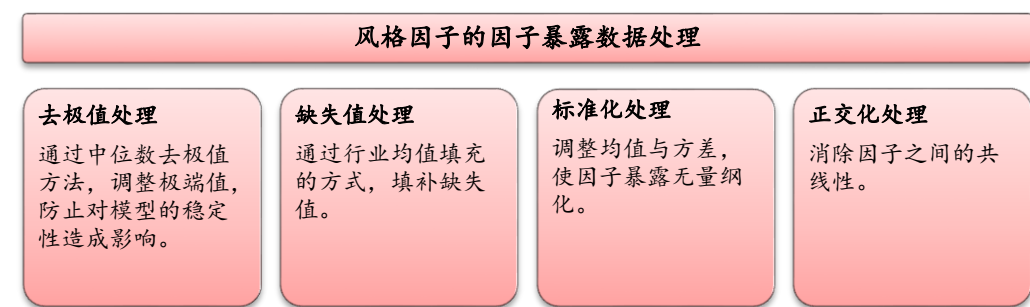 风格因子的因子暴露数据处理
去极值处理
通过中位数去极值
方法，调整极端值，
防止对模型的稳定
性造成影响。
缺失值处理
通过行业均值填充
的方式，填补缺失
值。
标准化处理
调整均值与方差，
使因子暴露无量纲
化。
正交化处理
消除因子之间的共
线性。